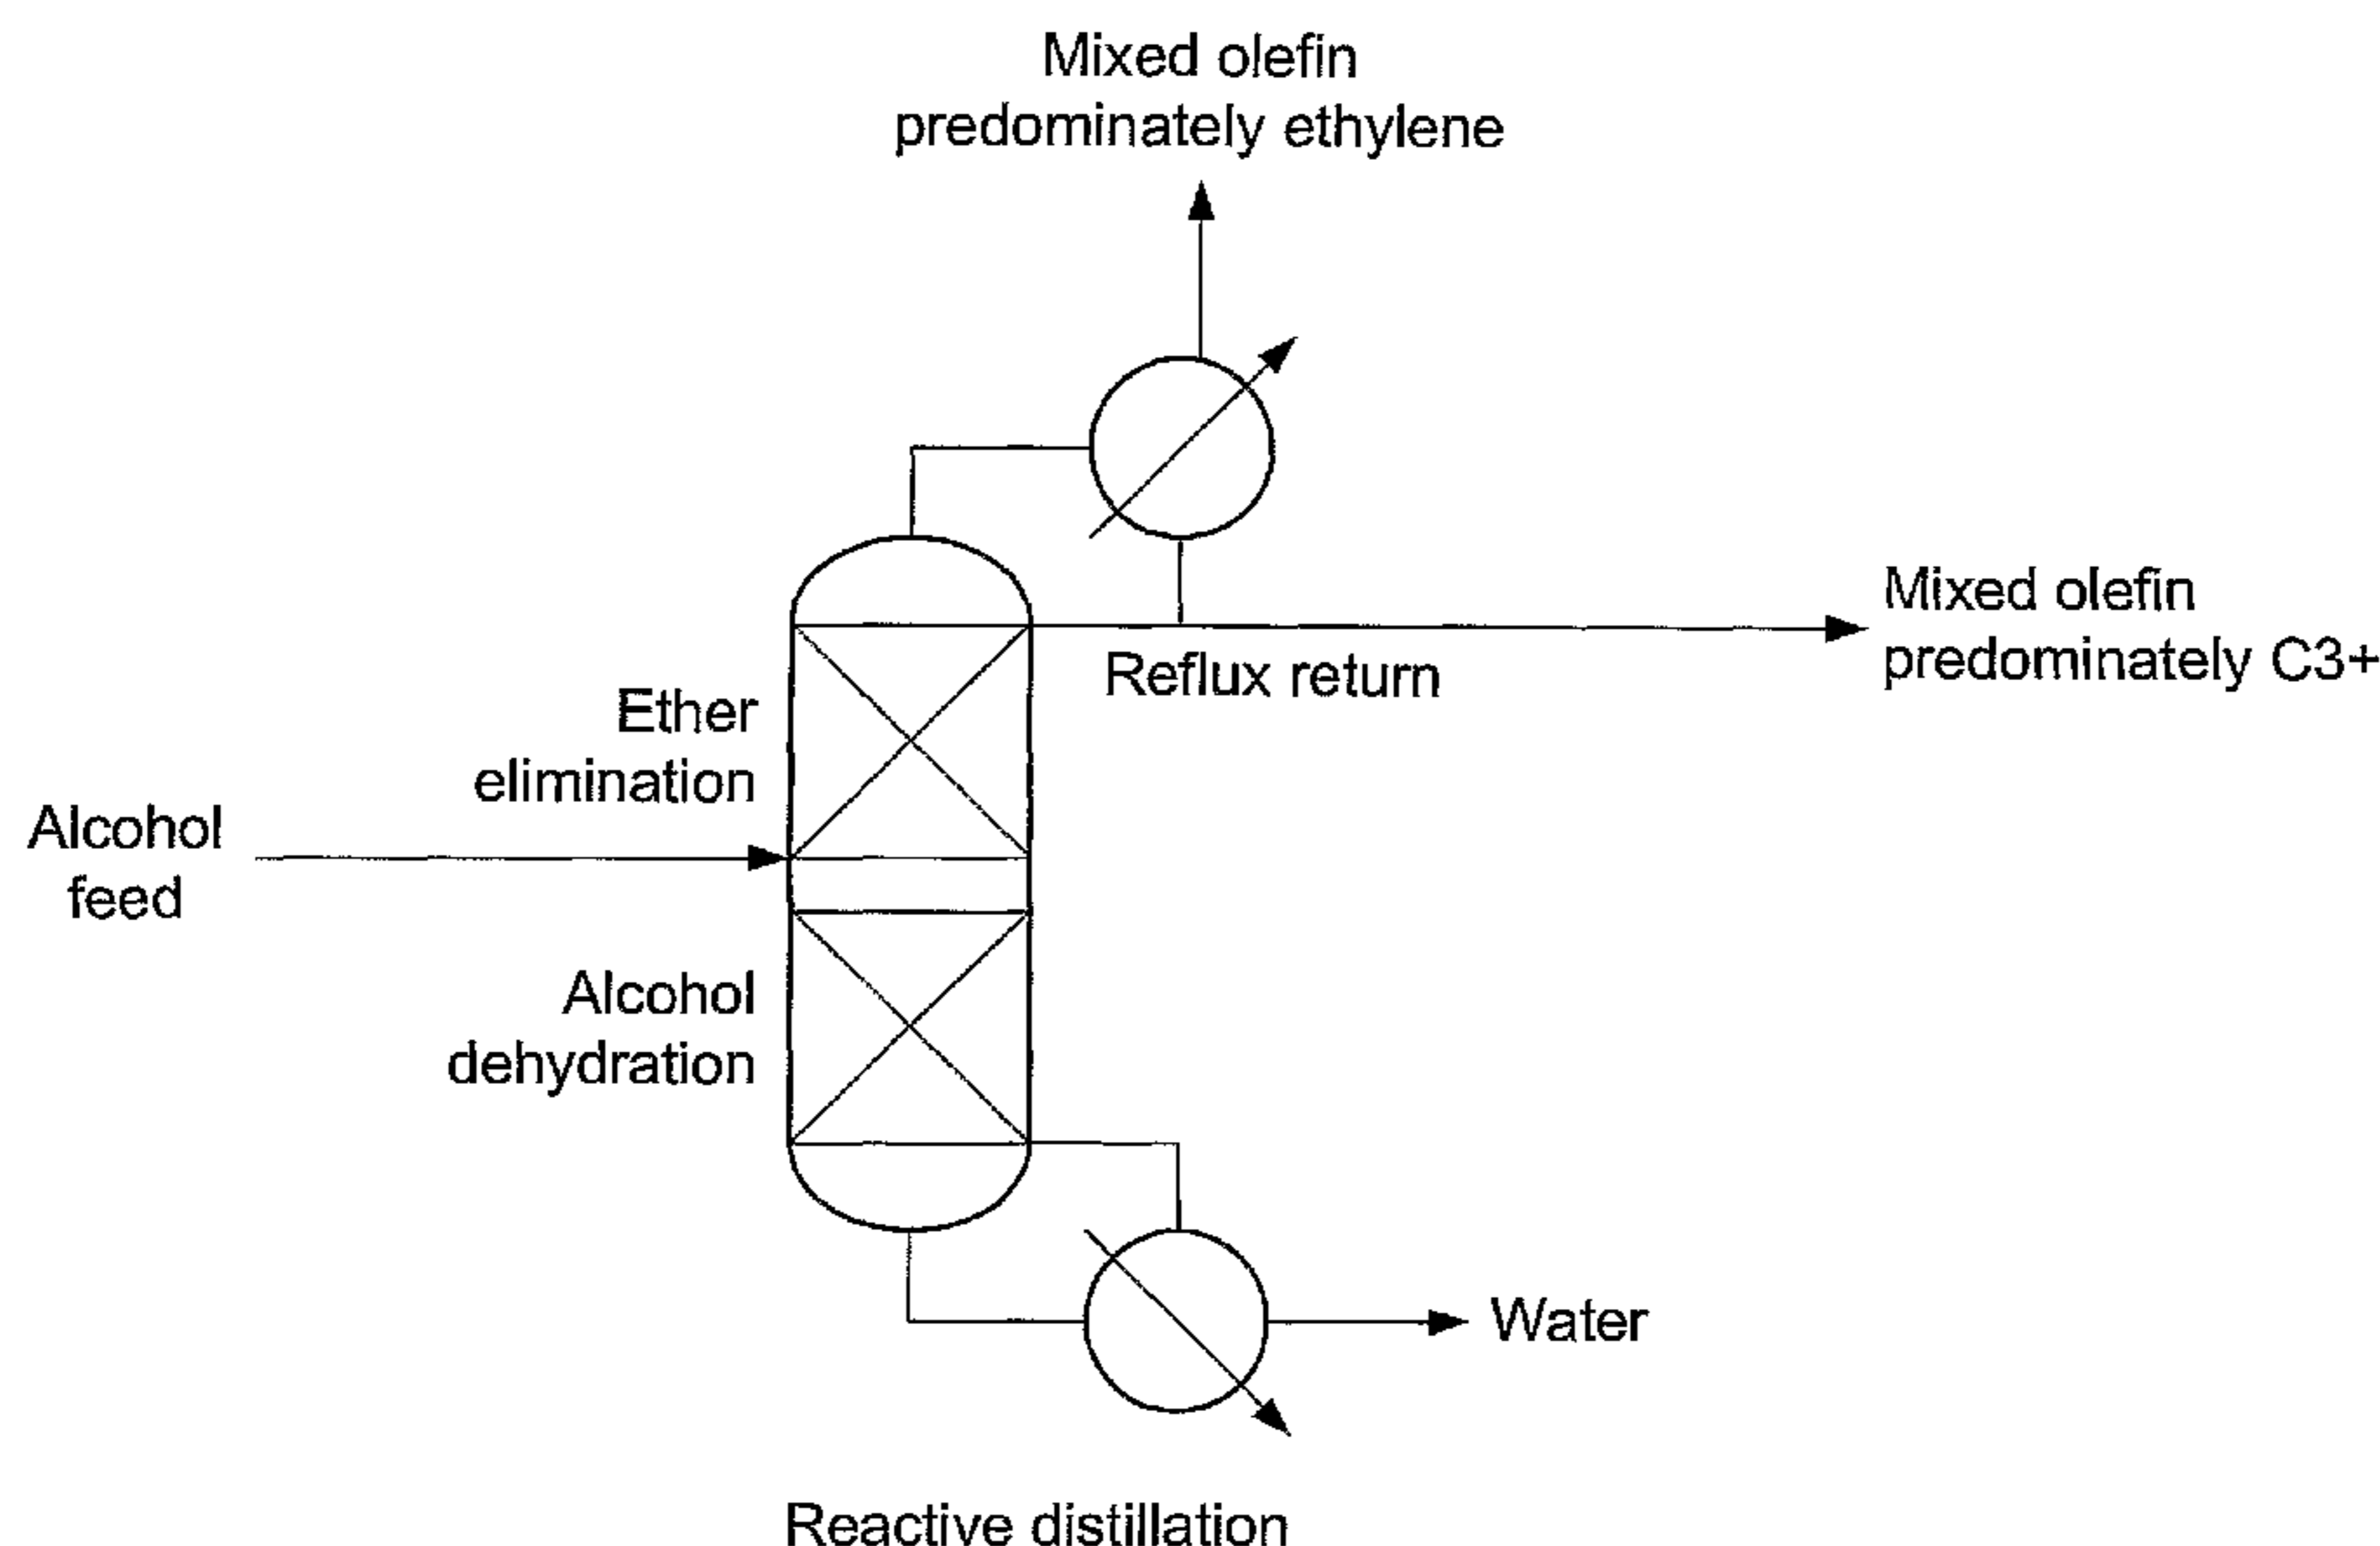 Mixed olefin
predominately ethylene
Mixed olefin
predominately C3+
Reflux return
Ether
elimination
Alcohol
feed
Alcohol
dehydration
Water
Reactive distillation